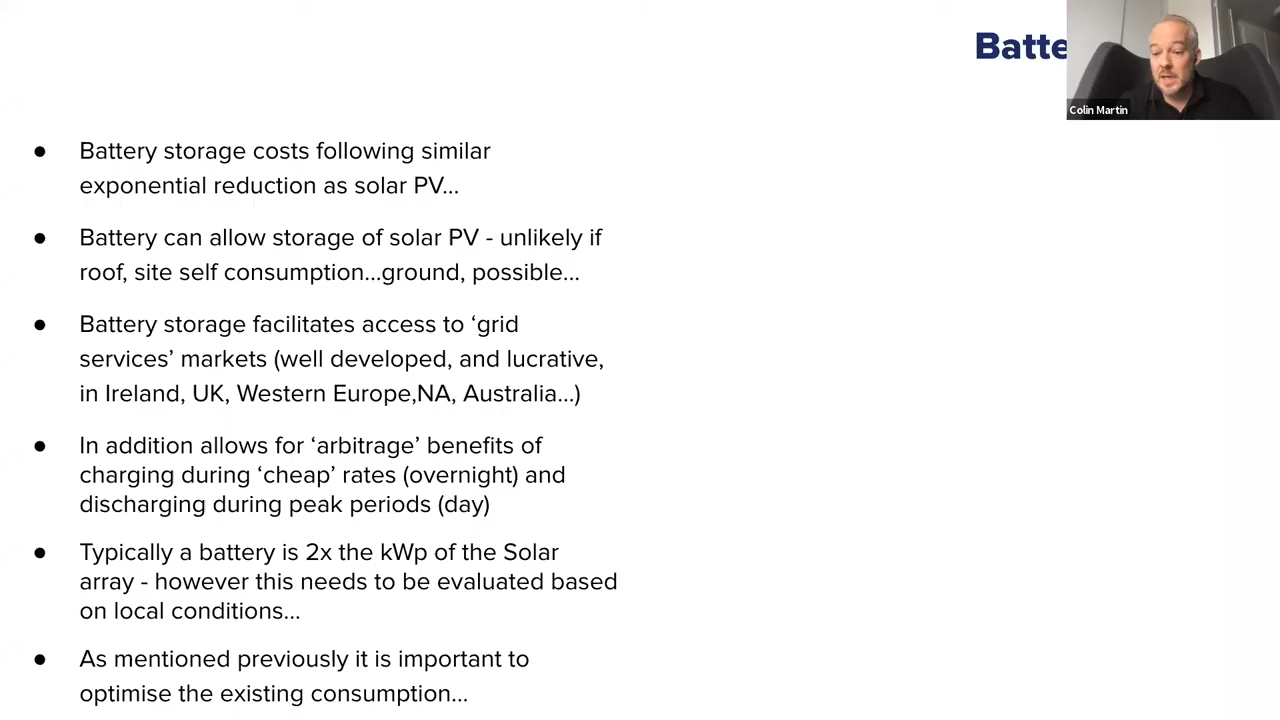 Batte
Colin Martin
● Battery storage costs following similar
exponential reduction as solar PV...
● Battery can allow storage of solar PV - unlikely if
roof, site self consumption...ground, possible...
● Battery storage facilitates access to ‘grid
services’ markets (well developed, and lucrative,
in Ireland, UK, Western Europe,NA, Australia...)
● In addition allows for ‘arbitrage’ benefits of
charging during ‘cheap’ rates (overnight) and
discharging during peak periods (day)
● Typically a battery is 2x the kWp of the Solar
array - however this needs to be evaluated based
on local conditions...
● As mentioned previously it is important to
optimise the existing consumption...